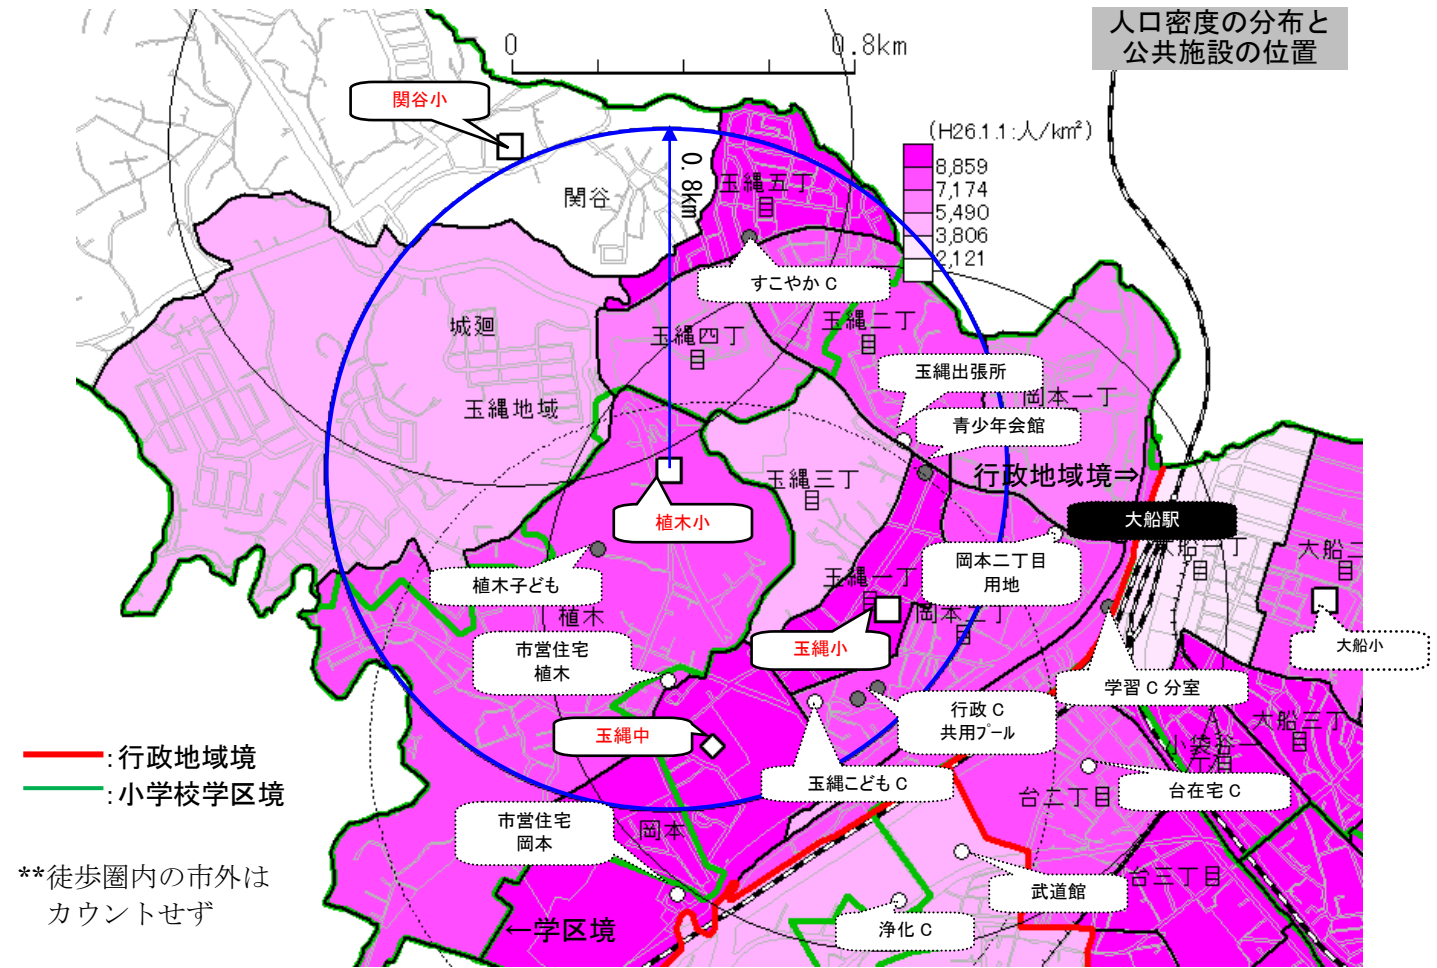 人口密度の分布と
公共施設の位置
0
0.8km
(H26.1.1:人/km²)
8,859
7,174
5,490
3,806
2,121
関谷小
0.8km
関谷
玉縄五丁
目
すこやか C
城廻
玉縄四丁
目
玉縄二丁
目
玉縄出張所
岡本一丁
青少年会館
玉縄地域
玉縄三丁
目
行政地域境⇒
植木小
大船駅
大船一丁
目
大船二
目
植木子ども
植木
玉縄一丁
目
岡本二丁目
用地
岡本二丁
目
市営住宅
植木
玉縄小
大船小
学習 C 分室
行政 C
共用プール
玉縄中
大船三丁
目
小袋谷一
丁目
━━: 行政地域境
━━: 小学校学区境
玉縄こども C
台二丁目
台在宅 C
市営住宅
岡本
岡本
**徒歩圏内の市外は
カウントせず
武道館
台三丁目
浄化 C
←学区境